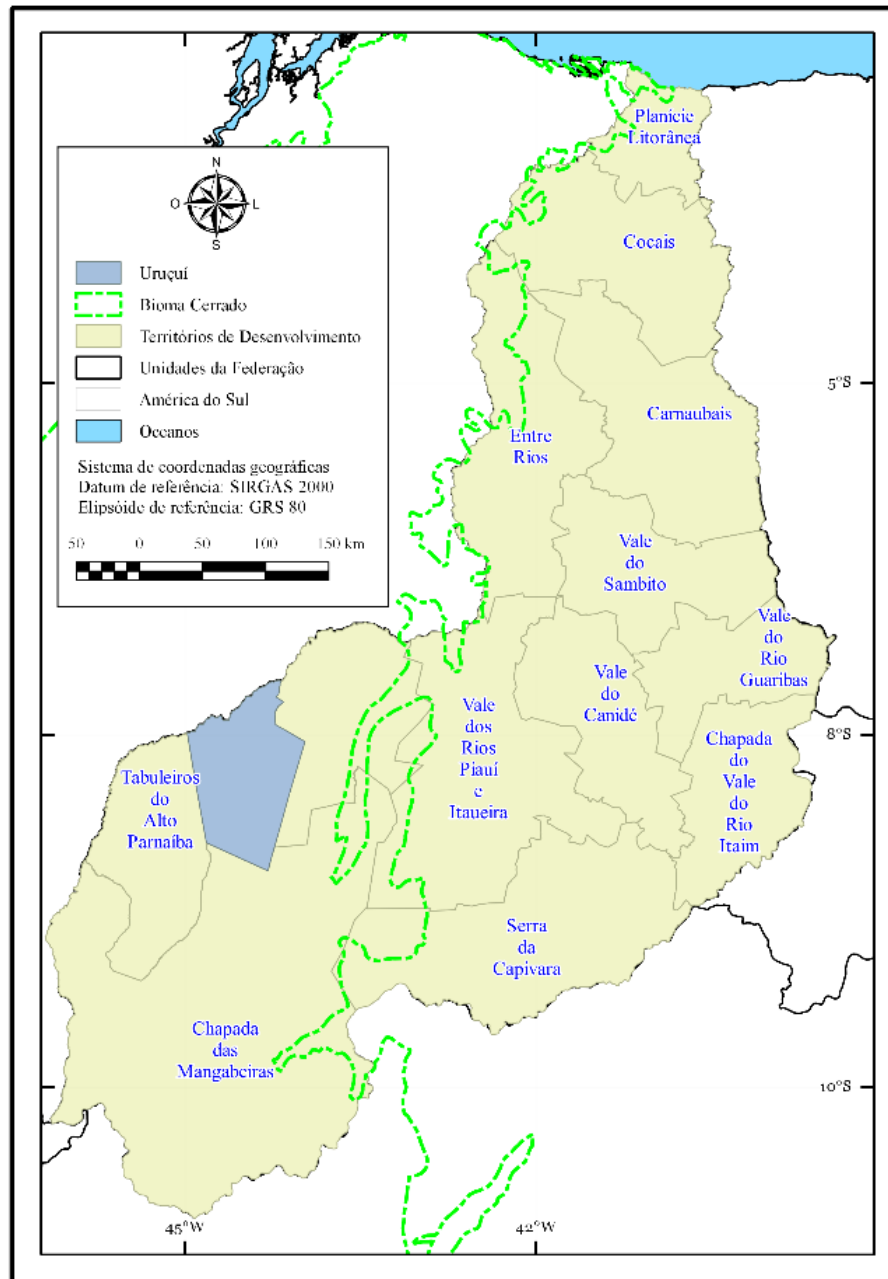 Planície
Litorânea
Cocais
N
O
L
S
Uruçuí
Bioma Cerrado
Territórios de Desenvolvimento
Unidades da Federação
América do Sul
Oceanos
Sistema de coordenadas geográficas
Datum de referência: SIRGAS 2000
Elipsóide de referência: GRS 80
50 0 50 100 150 km
5°S
Carnaubais
Entre
Rios
Vale
do
Sambito
Vale
do
Rio
Guaribas
Vale
do
Canidé
Vale
dos
Rios
Piauí
e
Itaueira
8°S
Chapada
do
Vale
do
Rio
Itaim
Tabuleiros
do
Alto
Parnaíba
Serra
da
Capivara
Chapada
das
Mangabeiras
10°S
45°W
42°W